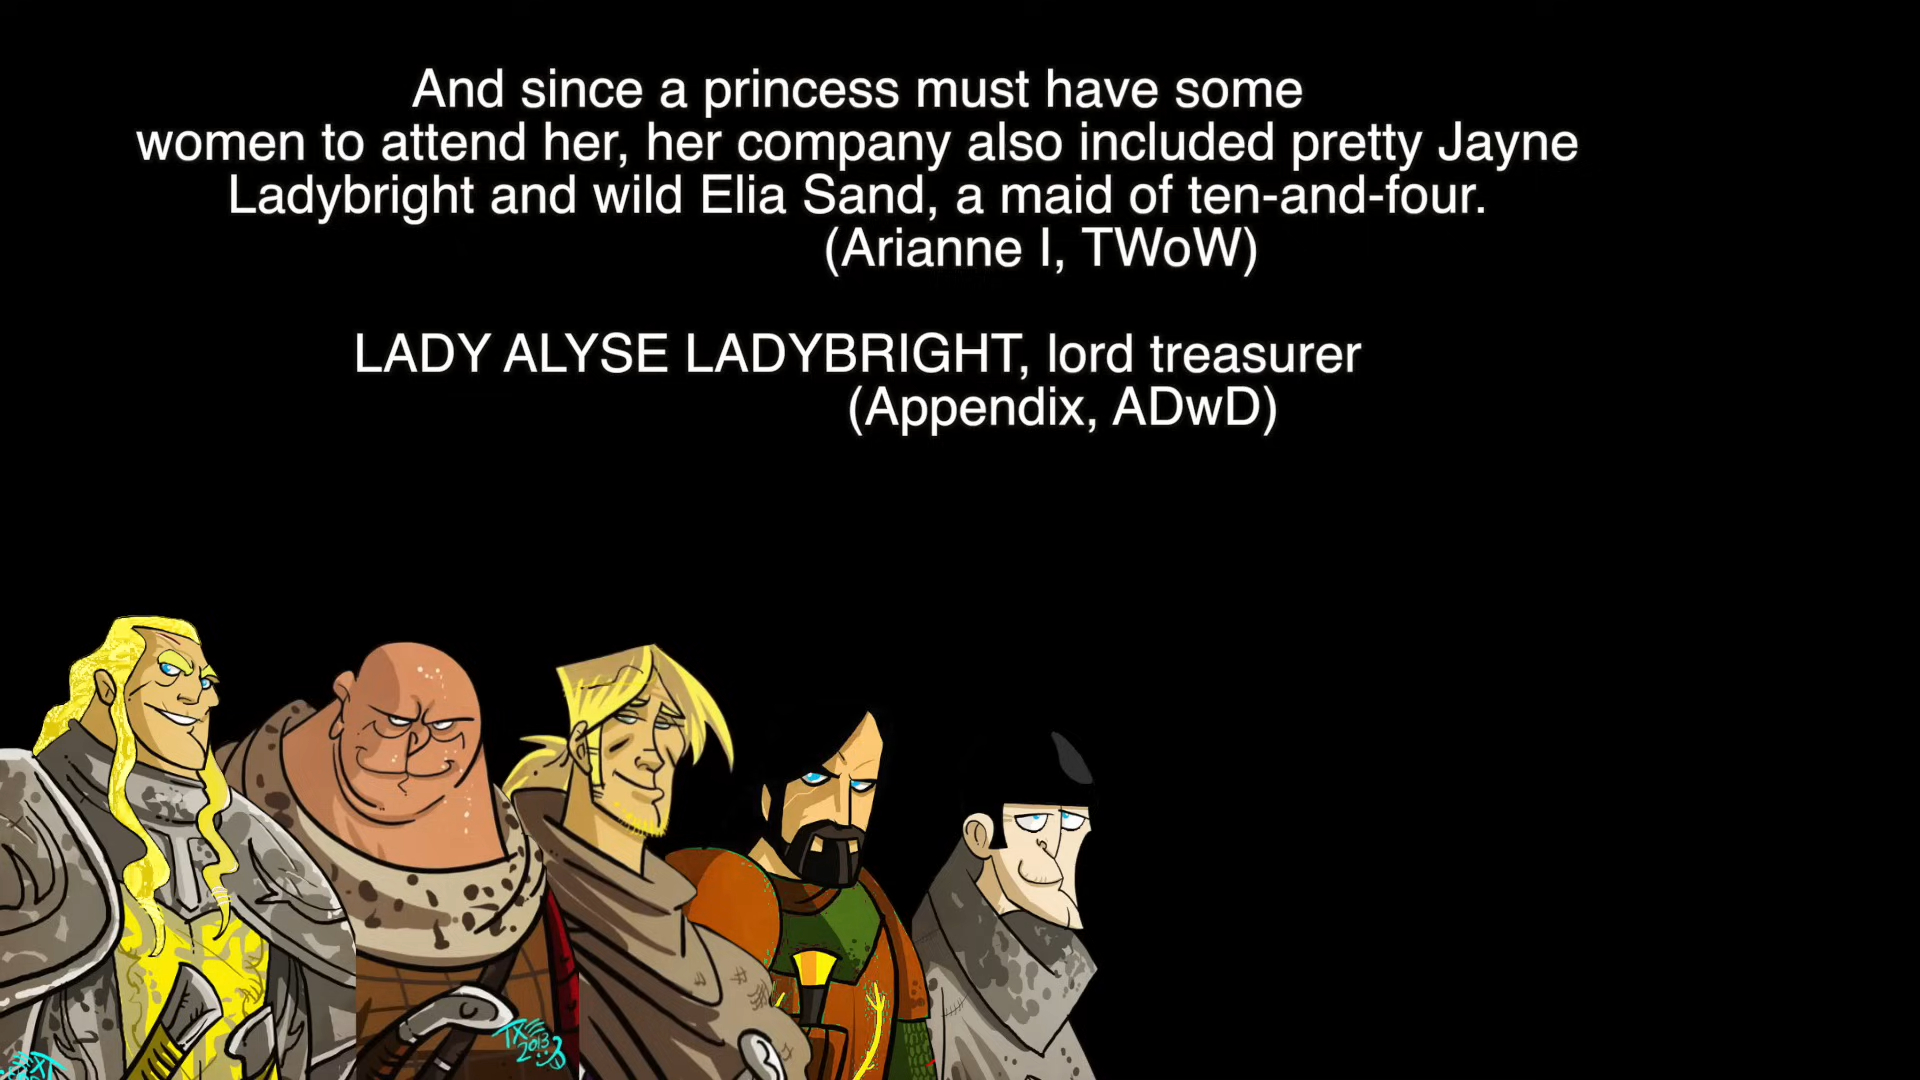 And since a princess must have some
women to attend her, her company also included pretty Jayne
Ladybright and wild Elia Sand, a maid of ten-and-four.
(Arianne I, TWoW)
LADY ALYSE LADYBRIGHT, lord treasurer
(Appendix, ADwD)
2013